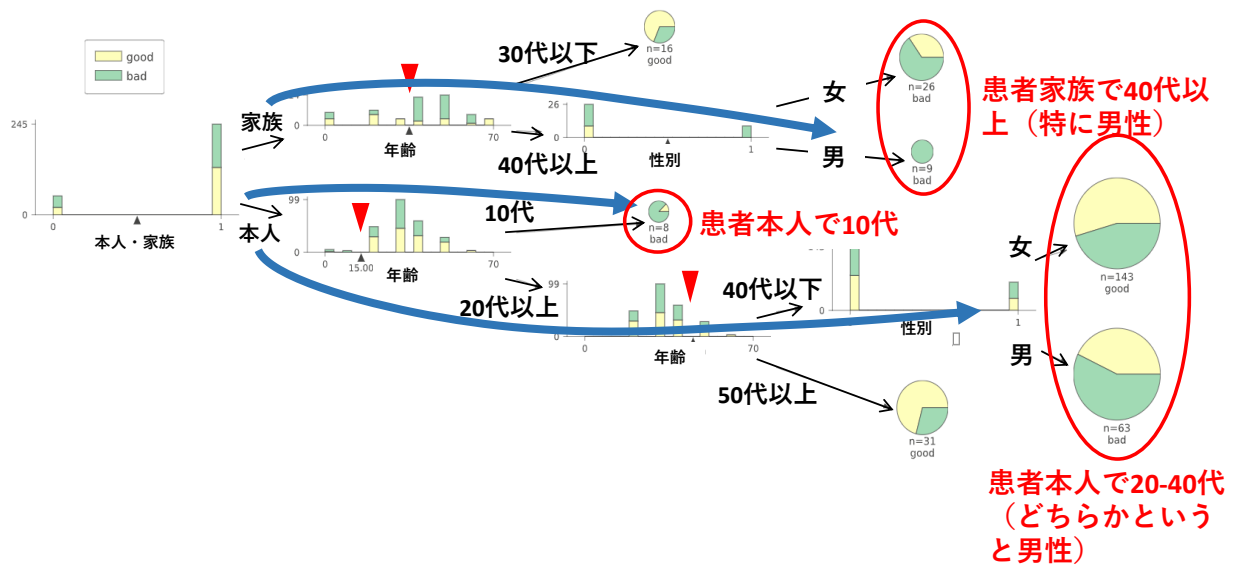 good
bad
245
0
0
1
本人・家族
家族
本人
0
0
70
年齢
30代以下
n=16
good
40代以上
26
0
0
1
性別
女
男
n=26
bad
n=9
bad
患者家族で40代以
上（特に男性）
99
0
0
15.00
70
年齢
10代
n=8
bad
患者本人で10代
20代以上
99
0
0
70
年齢
40代以下
0
1
性別
50代以上
n=31
good
女
男
n=143
good
n=63
bad
患者本人で20-40代
（どちらかという
と男性）